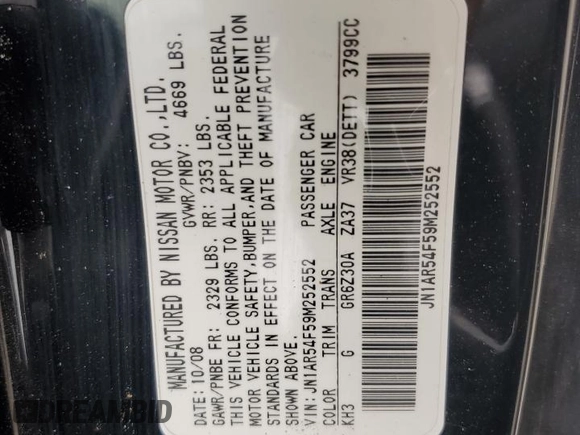 MANUFACTURED BY NISSAN MOTOR CO.,LTD.
DATE: 10/08 GVWR/PNBV: 4669 LBS.
GAWR/PNBE FR: 2329 LBS. RR: 2353 LBS.
THIS VEHICLE CONFORMS TO ALL APPLICABLE FEDERAL
MOTOR VEHICLE SAFETY,BUMPER,AND THEFT PREVENTION
STANDARDS IN EFFECT ON THE DATE OF MANUFACTURE
SHOWN ABOVE.
VIN: JN1AR54F59M252552 PASSENGER CAR
COLOR TRIM TRANS AXLE ENGINE
KH3 G GR6Z30A ZA37 VR38(DETT) 3799CC
JN1AR54F59M252552
DREAMBID